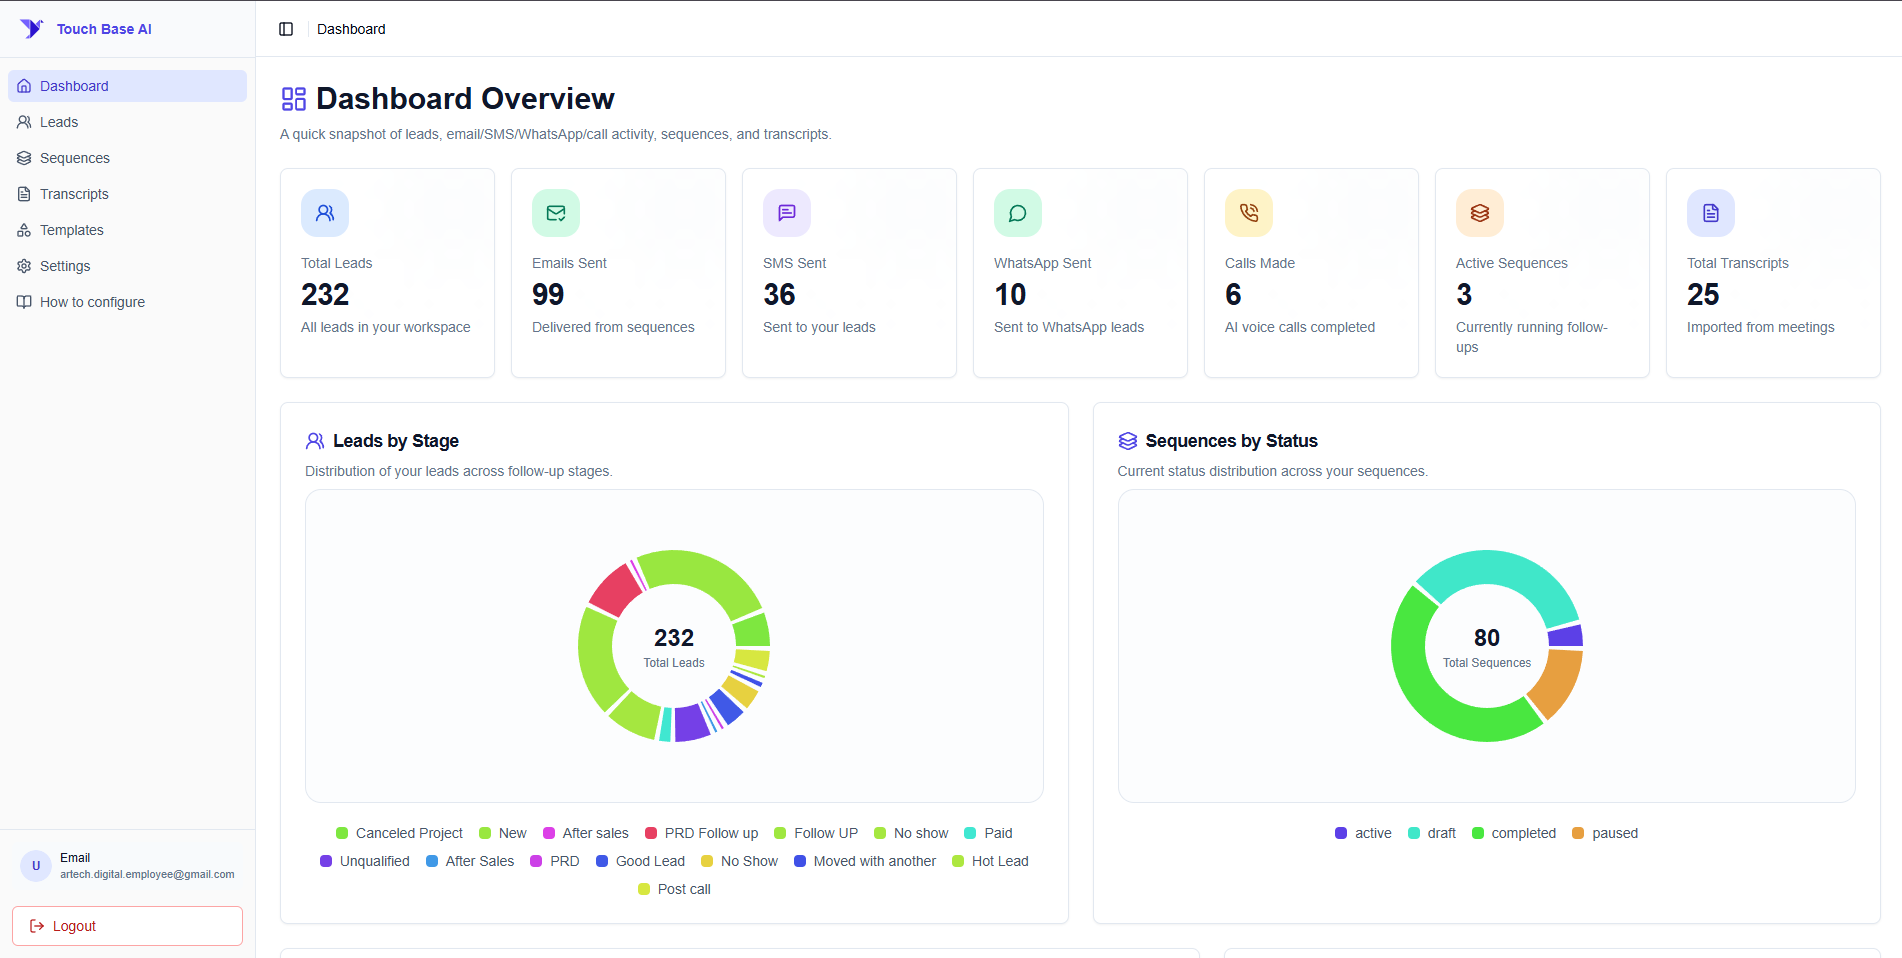 Touch Base AI
Dashboard
Dashboard
Leads
Sequences
Transcripts
Templates
Settings
How to configure
U
Email
artech.digital.employee@gmail.com
Logout
Dashboard Overview
A quick snapshot of leads, email/SMS/WhatsApp/call activity, sequences, and transcripts.
Total Leads
232
All leads in your workspace
Emails Sent
99
Delivered from sequences
SMS Sent
36
Sent to your leads
WhatsApp Sent
10
Sent to WhatsApp leads
Calls Made
6
AI voice calls completed
Active Sequences
3
Currently running follow-
ups
Total Transcripts
25
Imported from meetings
Leads by Stage
Distribution of your leads across follow-up stages.
232
Total Leads
Canceled Project New After sales PRD Follow up Follow UP No show Paid
Unqualified After Sales PRD Good Lead No Show Moved with another Hot Lead
Post call
Sequences by Status
Current status distribution across your sequences.
80
Total Sequences
active draft completed paused